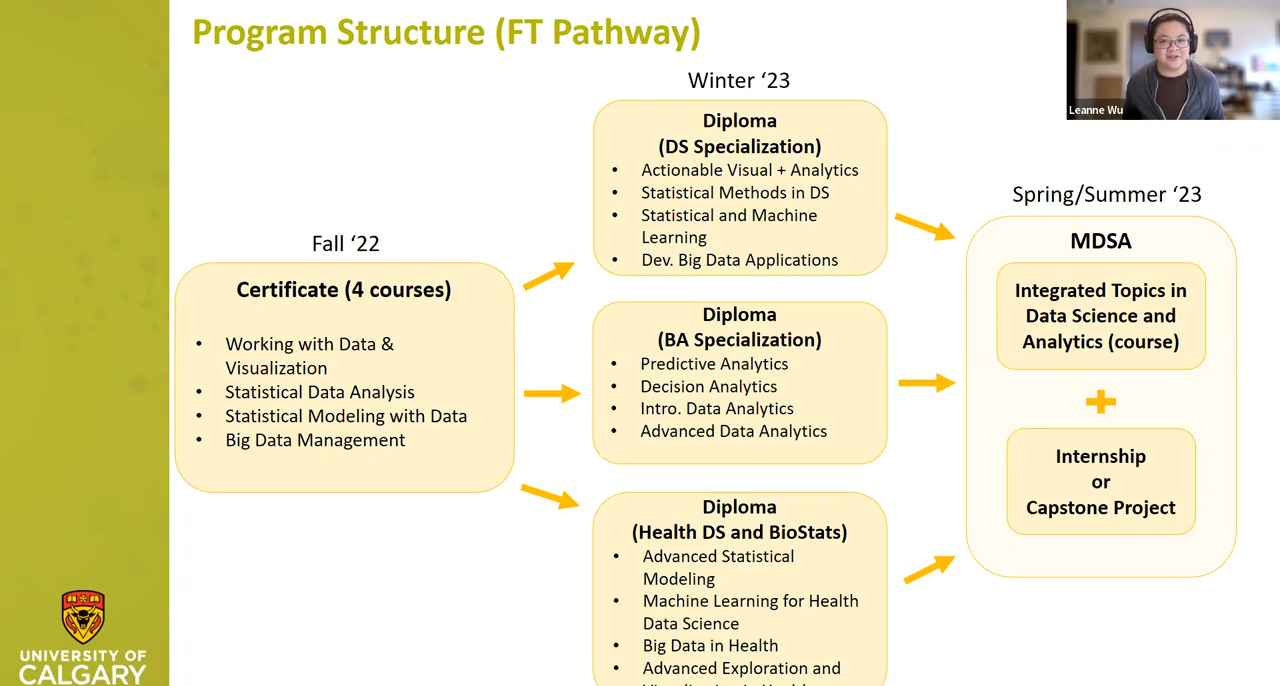 Program Structure (FT Pathway)
Leanne Wu
Fall ‘22
Certificate (4 courses)
• Working with Data &
Visualization
• Statistical Data Analysis
• Statistical Modeling with Data
• Big Data Management
Winter ‘23
Diploma
(DS Specialization)
• Actionable Visual + Analytics
• Statistical Methods in DS
• Statistical and Machine
Learning
• Dev. Big Data Applications
Diploma
(BA Specialization)
• Predictive Analytics
• Decision Analytics
• Intro. Data Analytics
• Advanced Data Analytics
Diploma
(Health DS and BioStats)
• Advanced Statistical
Modeling
• Machine Learning for Health
Data Science
• Big Data in Health
• Advanced Exploration and
Spring/Summer ‘23
MDSA
Integrated Topics in
Data Science and
Analytics (course)
+
Internship
or
Capstone Project
UNIVERSITY OF
CALGARY